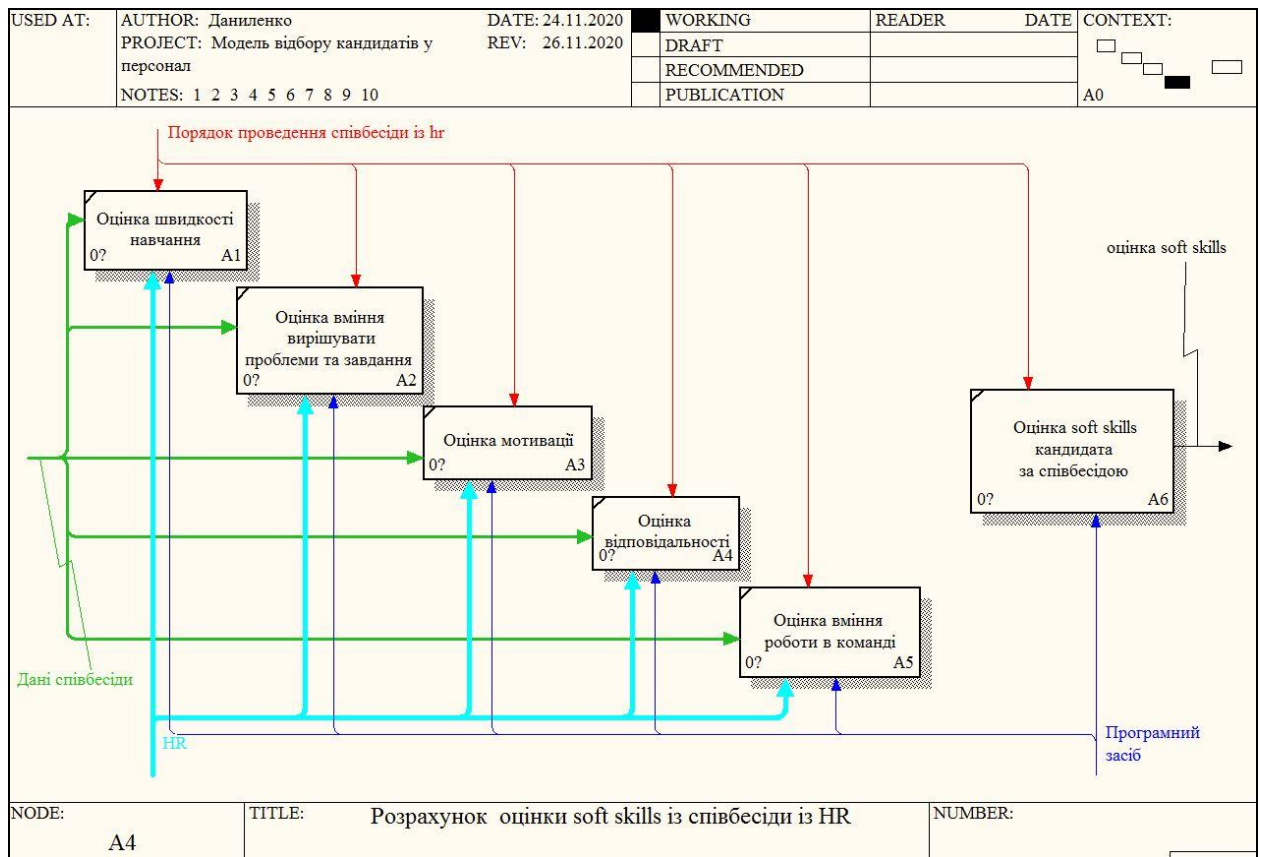 USED AT:
AUTHOR: Даниленко
DATE: 24.11.2020
PROJECT: Модель відбору кандидатів у
персонал
REV: 26.11.2020
NOTES: 1 2 3 4 5 6 7 8 9 10
WORKING
DRAFT
RECOMMENDED
PUBLICATION
READER
DATE
CONTEXT:
A0
Порядок проведення співбесіди із hr
Оцінка швидкості
навчання
0?
A1
оцінка soft skills
Оцінка вміння
вирішувати
проблеми та завдання
0?
A2
Оцінка мотивації
0?
A3
Оцінка soft skills
кандидата
за співбесідою
0?
A6
Оцінка
відповідальності
0?
A4
Оцінка вміння
роботи в команді
0?
A5
Дані співбесіди
HR
Програмний
засіб
NODE:
A4
TITLE:
Розрахунок оцінки soft skills із співбесіди із HR
NUMBER: